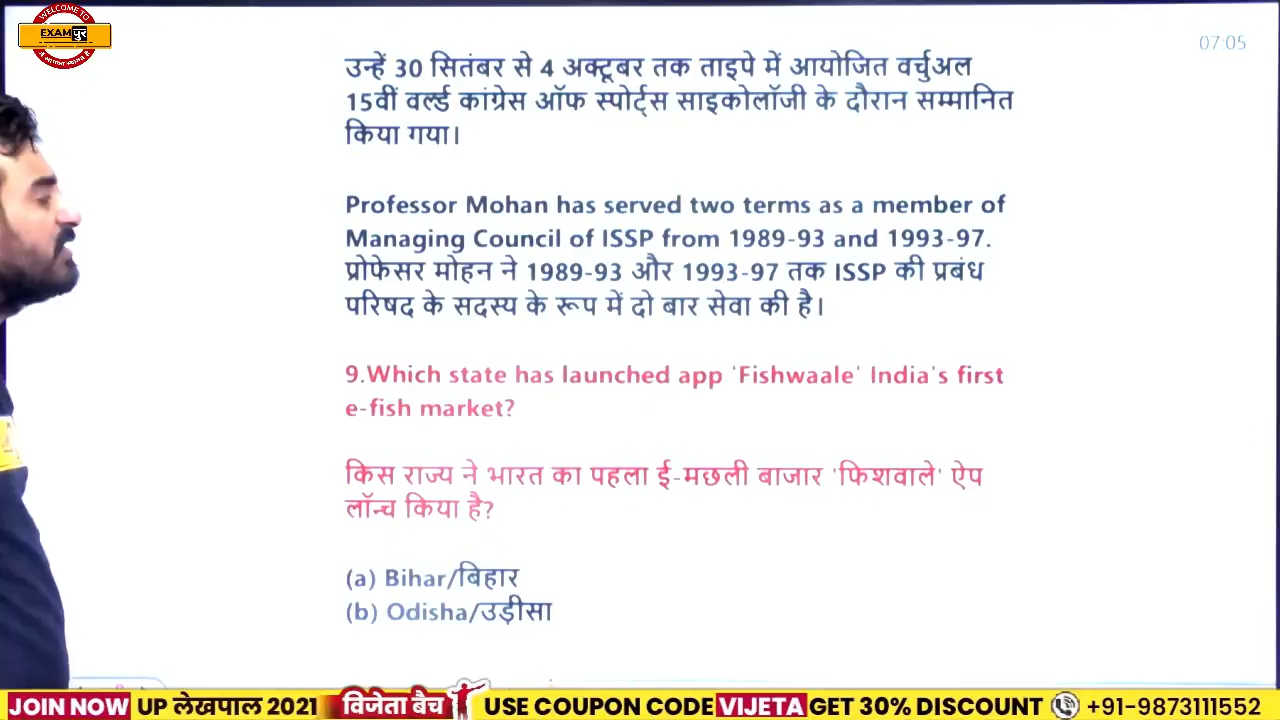 WELCOME TO
EXAMपुर
07:05
उन्हें 30 सितंबर से 4 अक्टूबर तक ताइपे में आयोजित वर्चुअल
15वीं वर्ल्ड कांग्रेस ऑफ स्पोर्ट्स साइकोलॉजी के दौरान सम्मानित
किया गया।
Professor Mohan has served two terms as a member of
Managing Council of ISSP from 1989-93 and 1993-97.
प्रोफेसर मोहन ने 1989-93 और 1993-97 तक ISSP की प्रबंध
परिषद के सदस्य के रूप में दो बार सेवा की है।
9.Which state has launched app 'Fishwaale' India's first
e-fish market?
किस राज्य ने भारत का पहला ई-मछली बाजार 'फिशवाले' ऐप
लॉन्च किया है?
(a) Bihar/बिहार
(b) Odisha/उड़ीसा
JOIN NOW UP लेखपाल 2021 विजेता बैच USE COUPON CODE VIJETA GET 30% DISCOUNT +91-9873111552